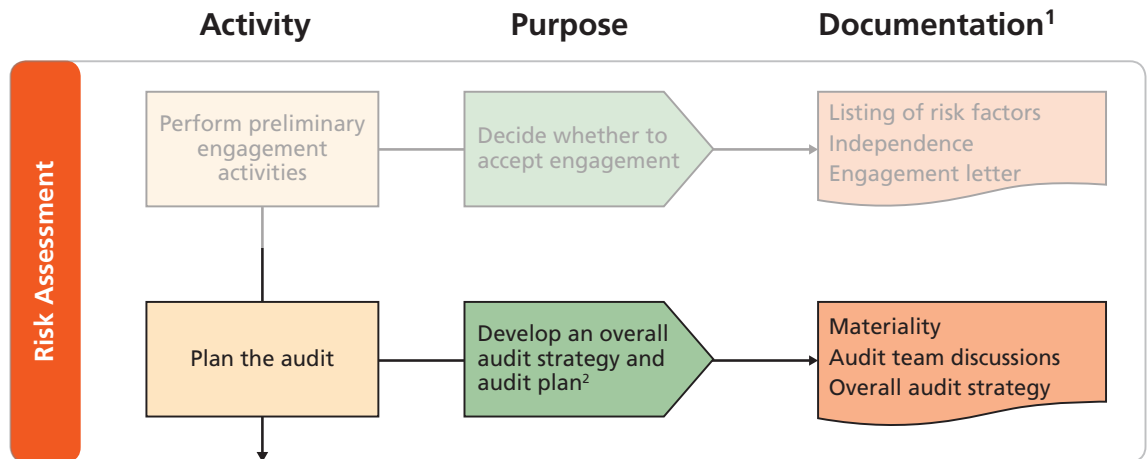 Activity
Purpose
Documentation¹
Risk Assessment
Perform preliminary
engagement
activities
Decide whether to
accept engagement
Listing of risk factors
Independence
Engagement letter
Plan the audit
Develop an overall
audit strategy and
audit plan²
Materiality
Audit team discussions
Overall audit strategy